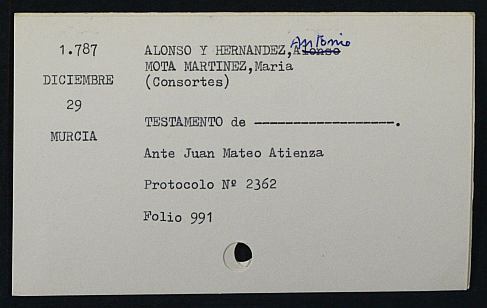 1.787
DICIEMBRE
29
MURCIA
ALONSO Y HERNANDEZ, Antonio Alonso
MOTA MARTINEZ,Maria
(Consortes)
TESTAMENTO de ------------------.
Ante Juan Mateo Atienza
Protocolo Nº 2362
Folio 991